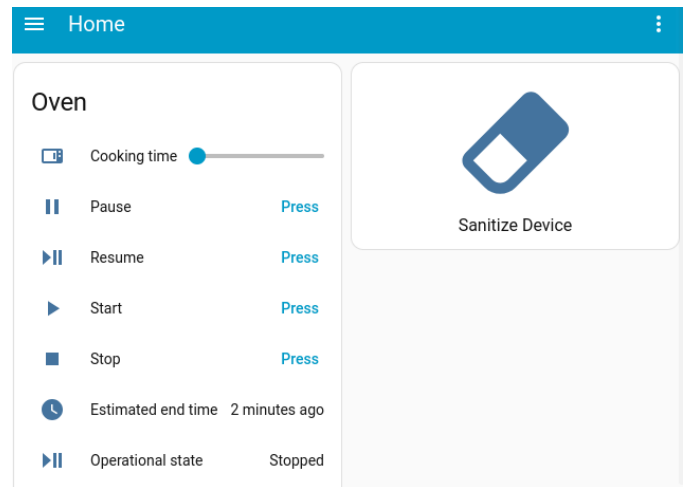 Home
Oven
Cooking time
Pause Press
Resume Press
Start Press
Stop Press
Estimated end time 2 minutes ago
Operational state Stopped
Sanitize Device